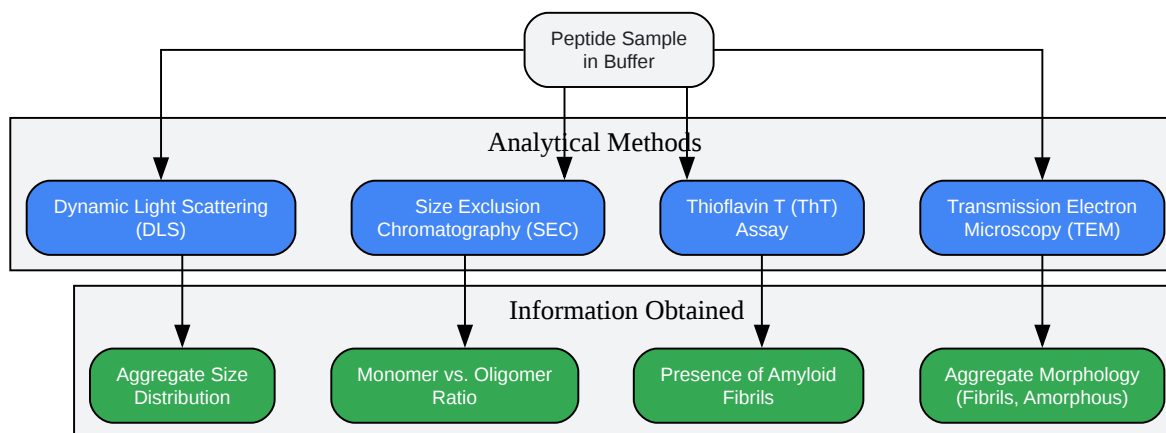 Peptide Sample
in Buffer
Analytical Methods
Dynamic Light Scattering
(DLS)
Size Exclusion
Chromatography (SEC)
Thioflavin T (ThT)
Assay
Transmission Electron
Microscopy (TEM)
Information Obtained
Aggregate Size
Distribution
Monomer vs. Oligomer
Ratio
Presence of Amyloid
Fibrils
Aggregate Morphology
(Fibrils, Amorphous)